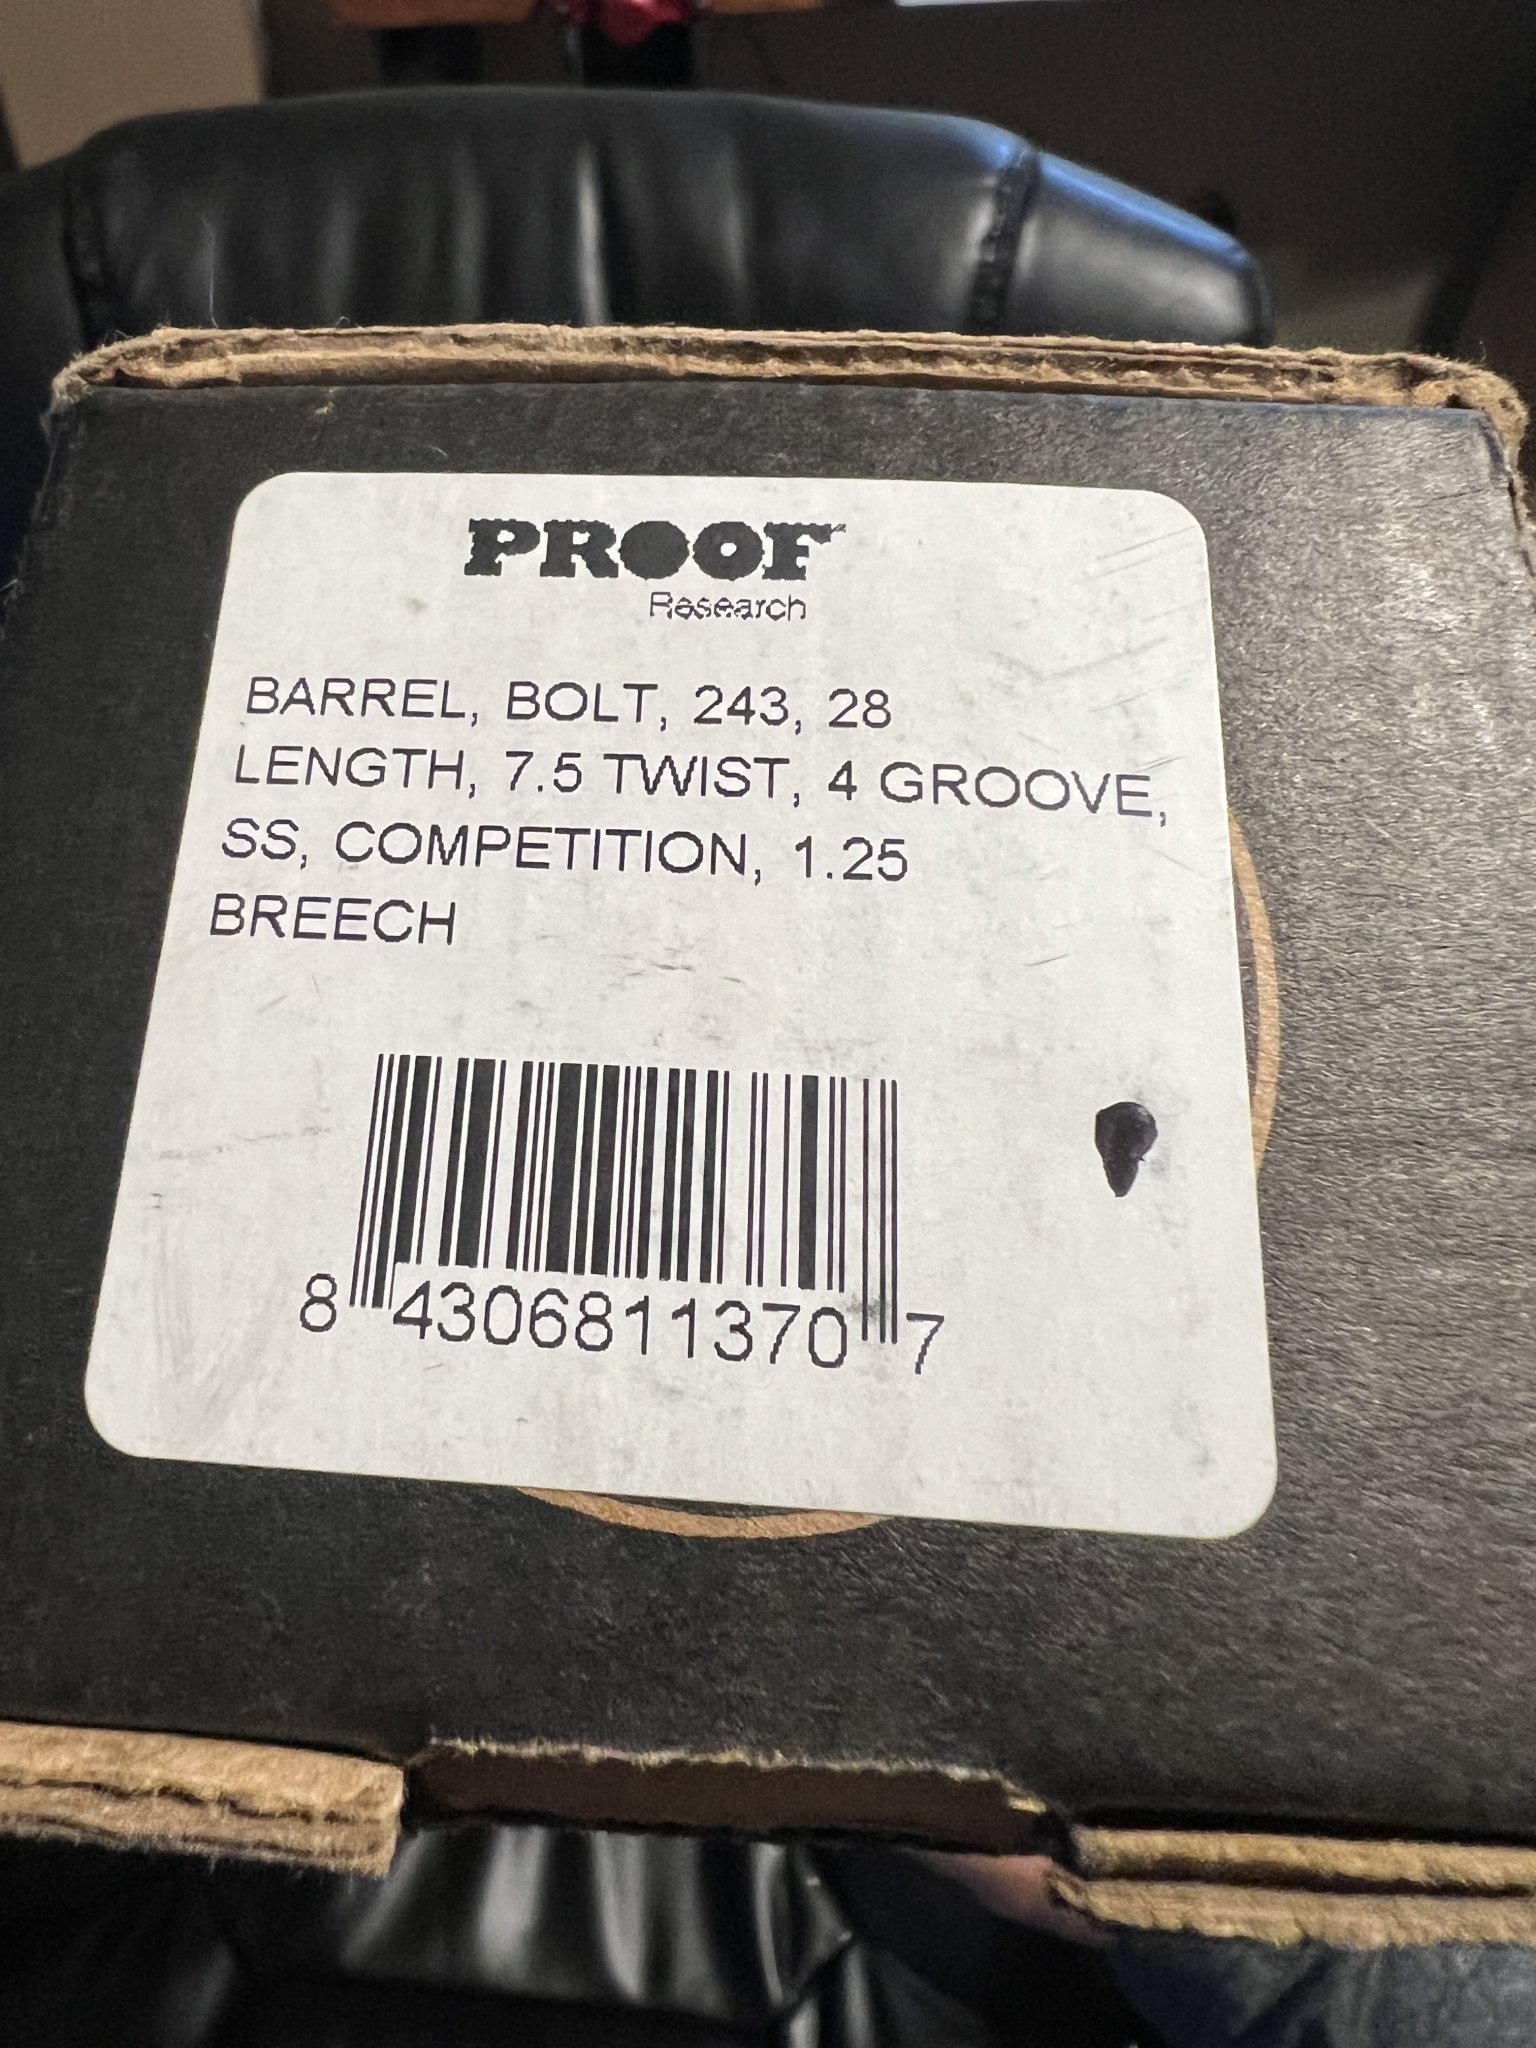 PROOF
Research
BARREL, BOLT, 243, 28
LENGTH, 7.5 TWIST, 4 GROOVE,
SS, COMPETITION, 1.25
BREECH
8 4306811370 7